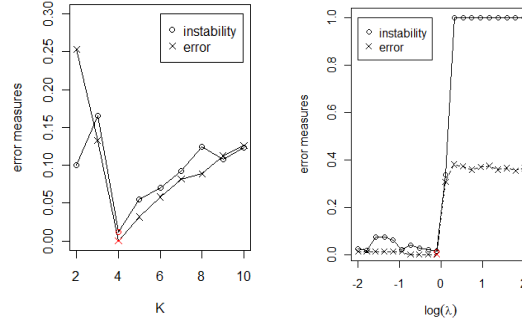 instability
error
error measures
0.00 0.05 0.10 0.15 0.20 0.25 0.30
2 4 6 8 10
K
instability
error
error measures
0.0 0.2 0.4 0.6 0.8 1.0
-2 -1 0 1 2
log(λ)